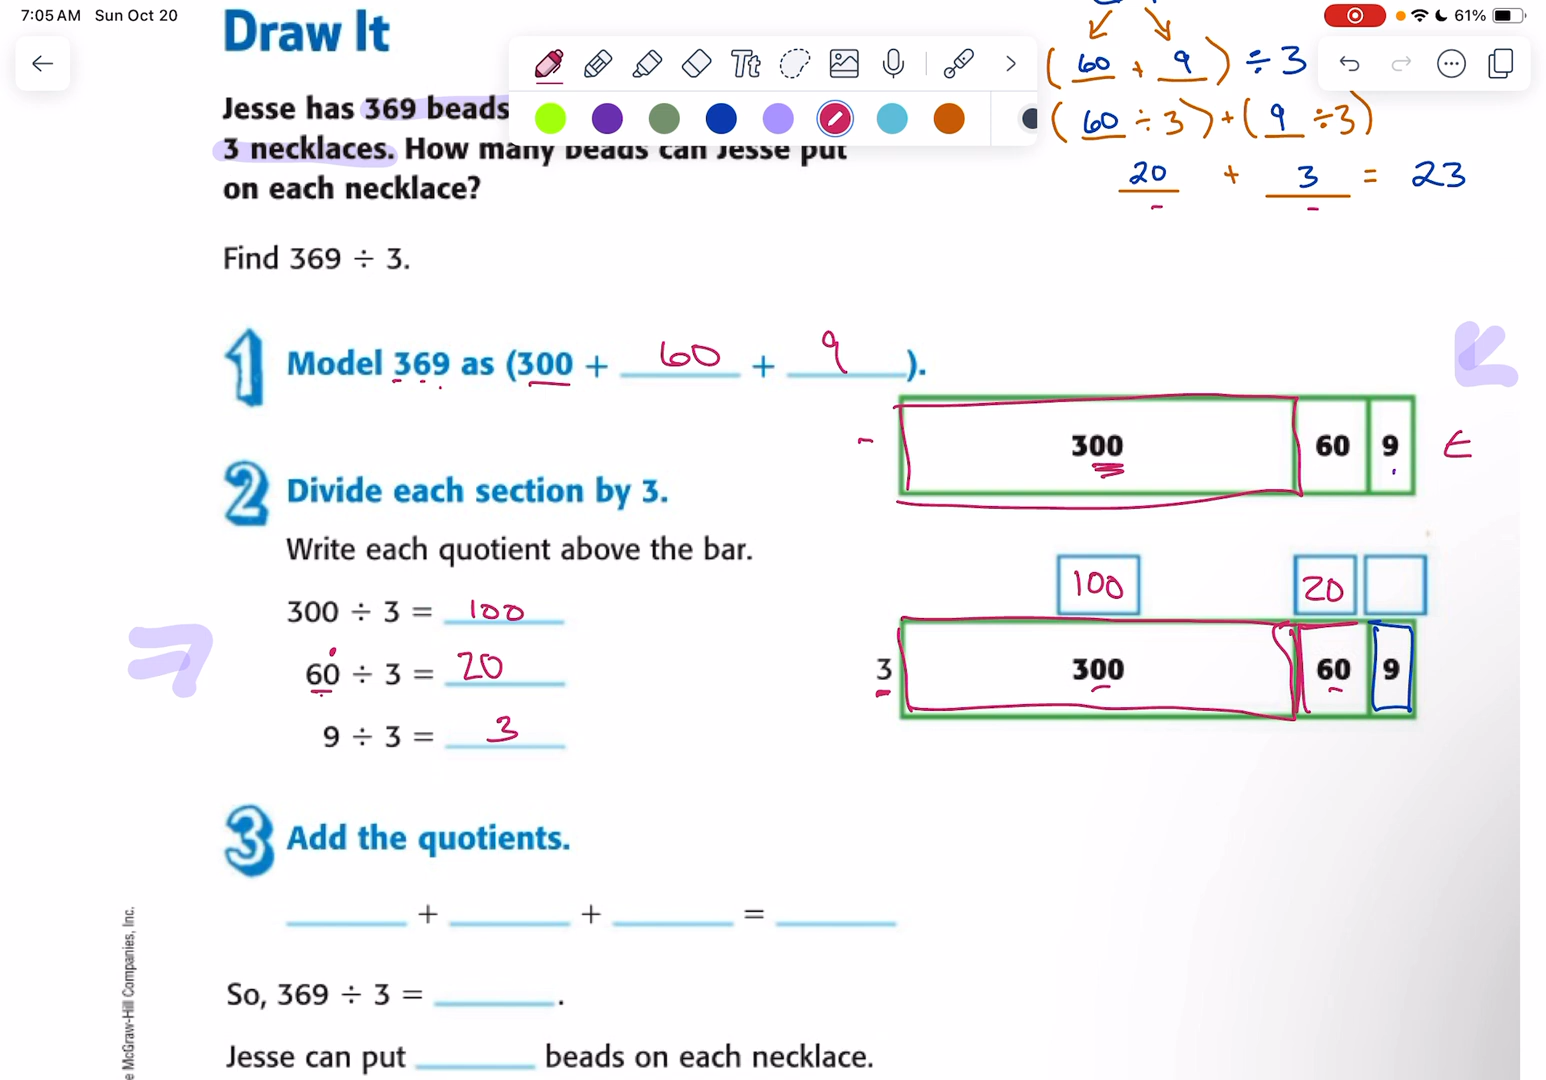 7:05 AM Sun Oct 20
61%
Draw It
Tt
( 60 + 9 ) ÷ 3
Jesse has 369 beads
( 60 ÷ 3 ) + ( 9 ÷ 3 )
3 necklaces. How many beads can Jesse put
20 + 3 = 23
on each necklace?
Find 369 ÷ 3.
1 Model 369 as (300 + 60 + 9 ).
300 60 9
2 Divide each section by 3.
Write each quotient above the bar.
100 20
300 ÷ 3 = 100
60 ÷ 3 = 20
3 300 60 9
9 ÷ 3 = 3
3 Add the quotients.
+ + =
So, 369 ÷ 3 = .
Jesse can put beads on each necklace.
e McGraw-Hill Companies, Inc.